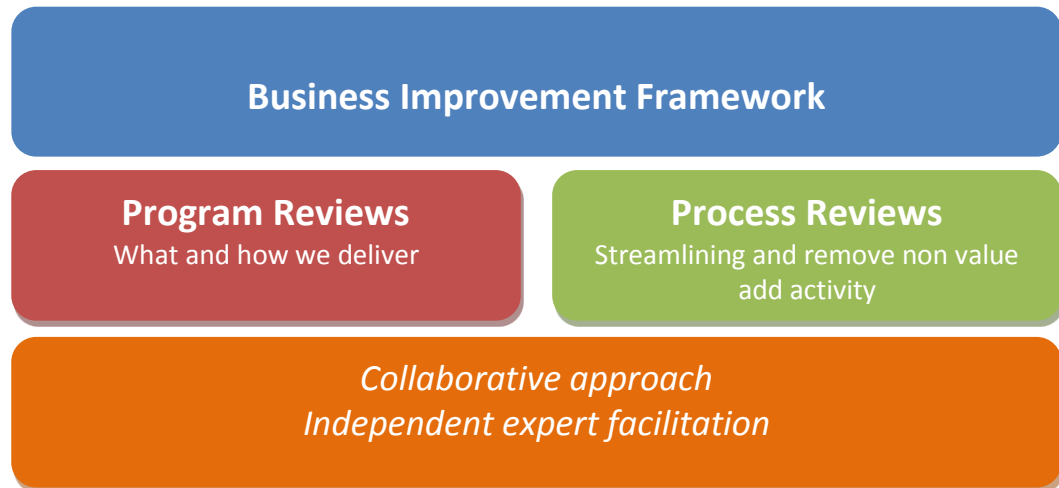 Business Improvement Framework
Program Reviews
What and how we deliver
Process Reviews
Streamlining and remove non value
add activity
Collaborative approach
Independent expert facilitation